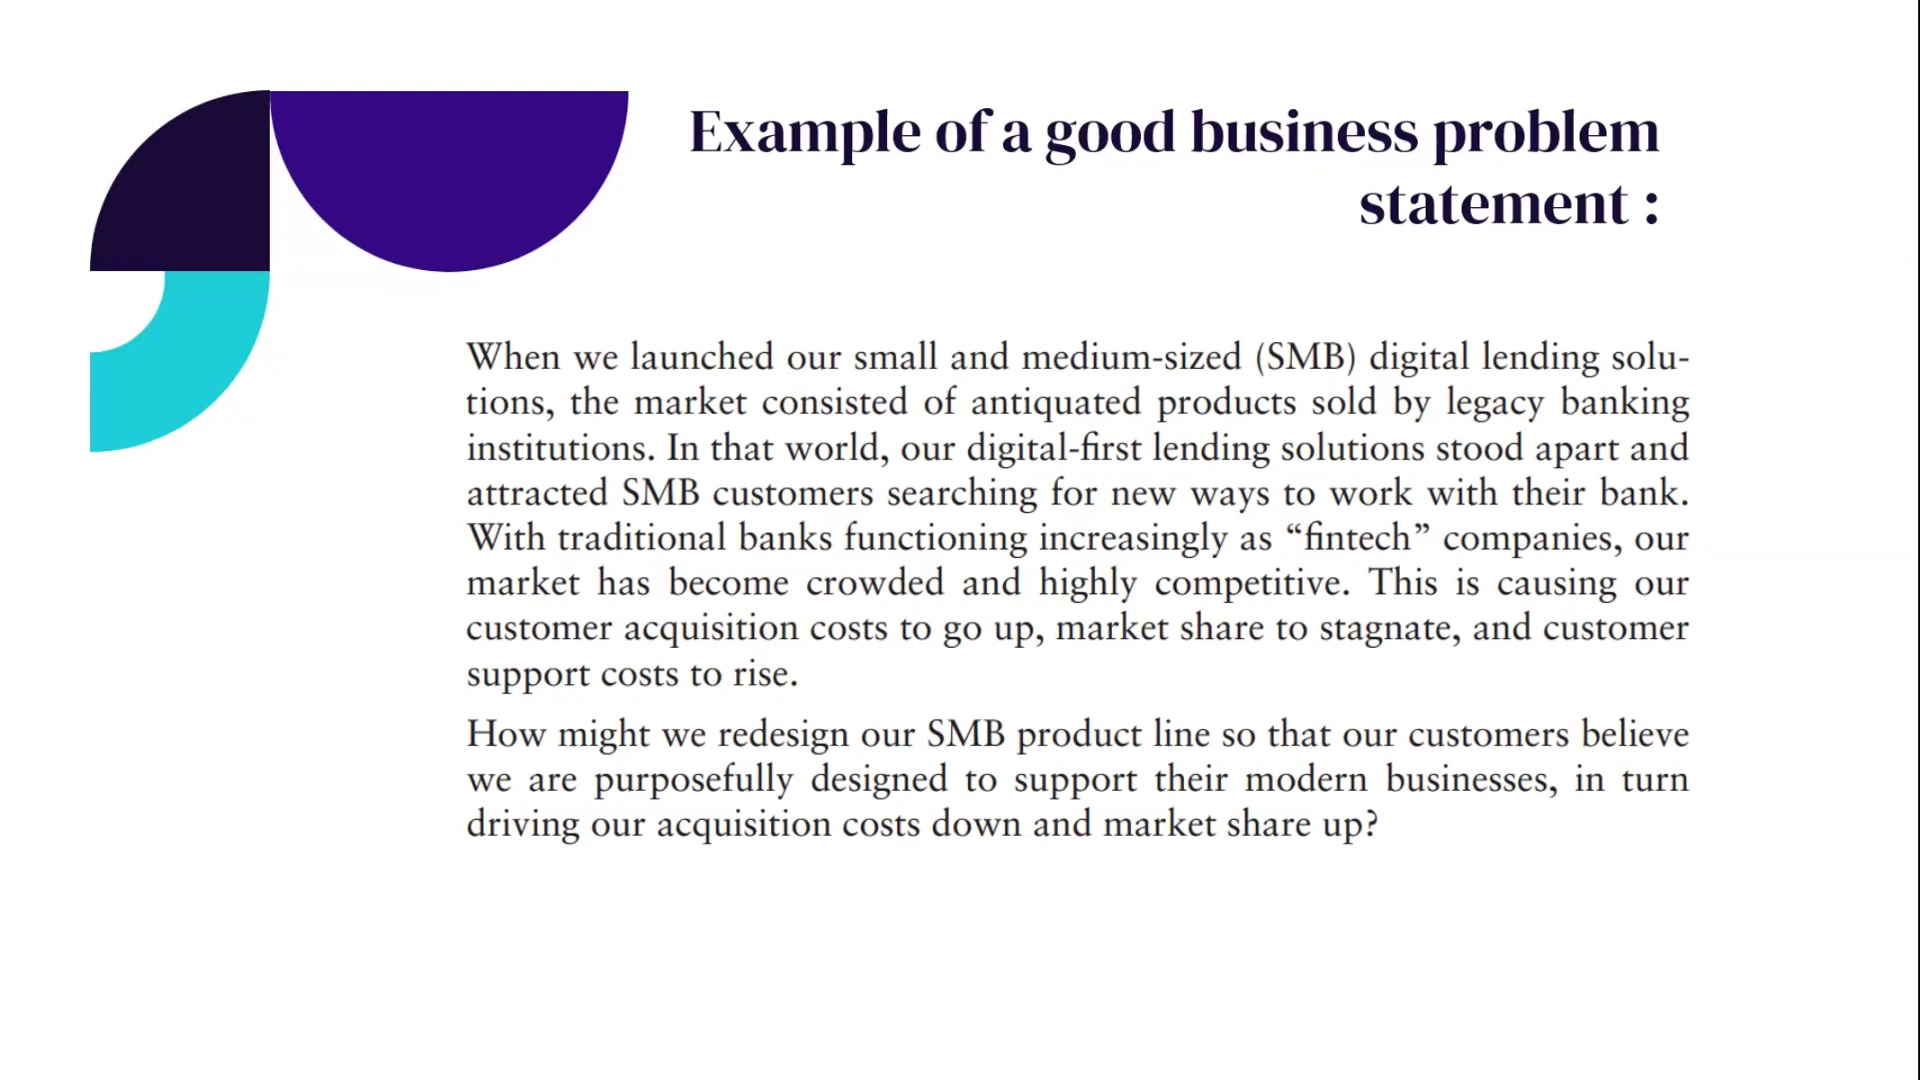 Example of a good business problem
statement :
When we launched our small and medium-sized (SMB) digital lending solu-
tions, the market consisted of antiquated products sold by legacy banking
institutions. In that world, our digital-first lending solutions stood apart and
attracted SMB customers searching for new ways to work with their bank.
With traditional banks functioning increasingly as “fintech” companies, our
market has become crowded and highly competitive. This is causing our
customer acquisition costs to go up, market share to stagnate, and customer
support costs to rise.
How might we redesign our SMB product line so that our customers believe
we are purposefully designed to support their modern businesses, in turn
driving our acquisition costs down and market share up?